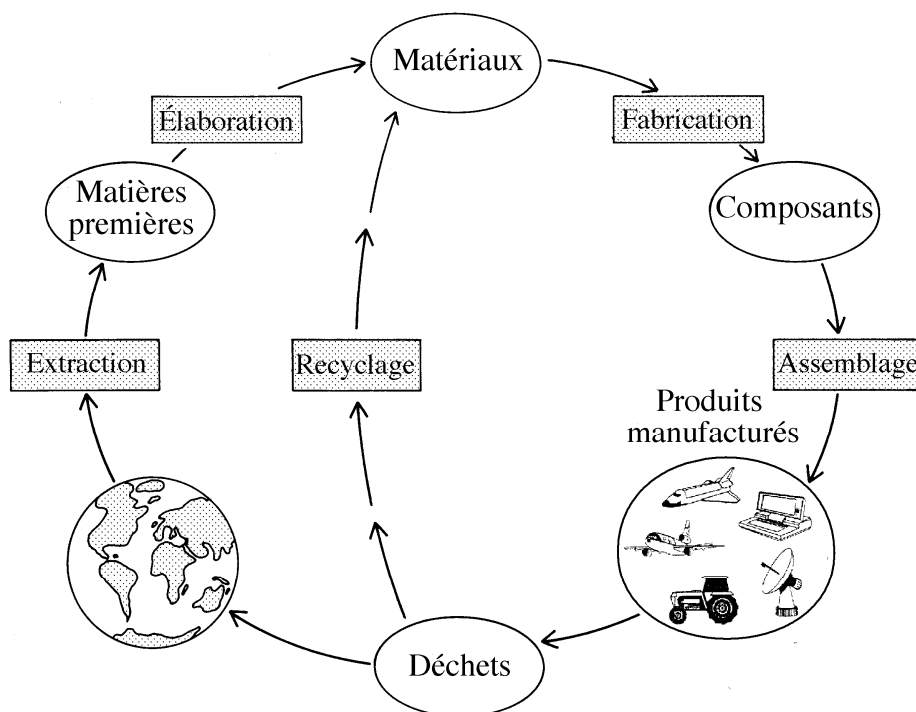 Matériaux
Élaboration
Fabrication
Matières
premières
Composants
Extraction
Recyclage
Assemblage
Produits
manufacturés
Déchets